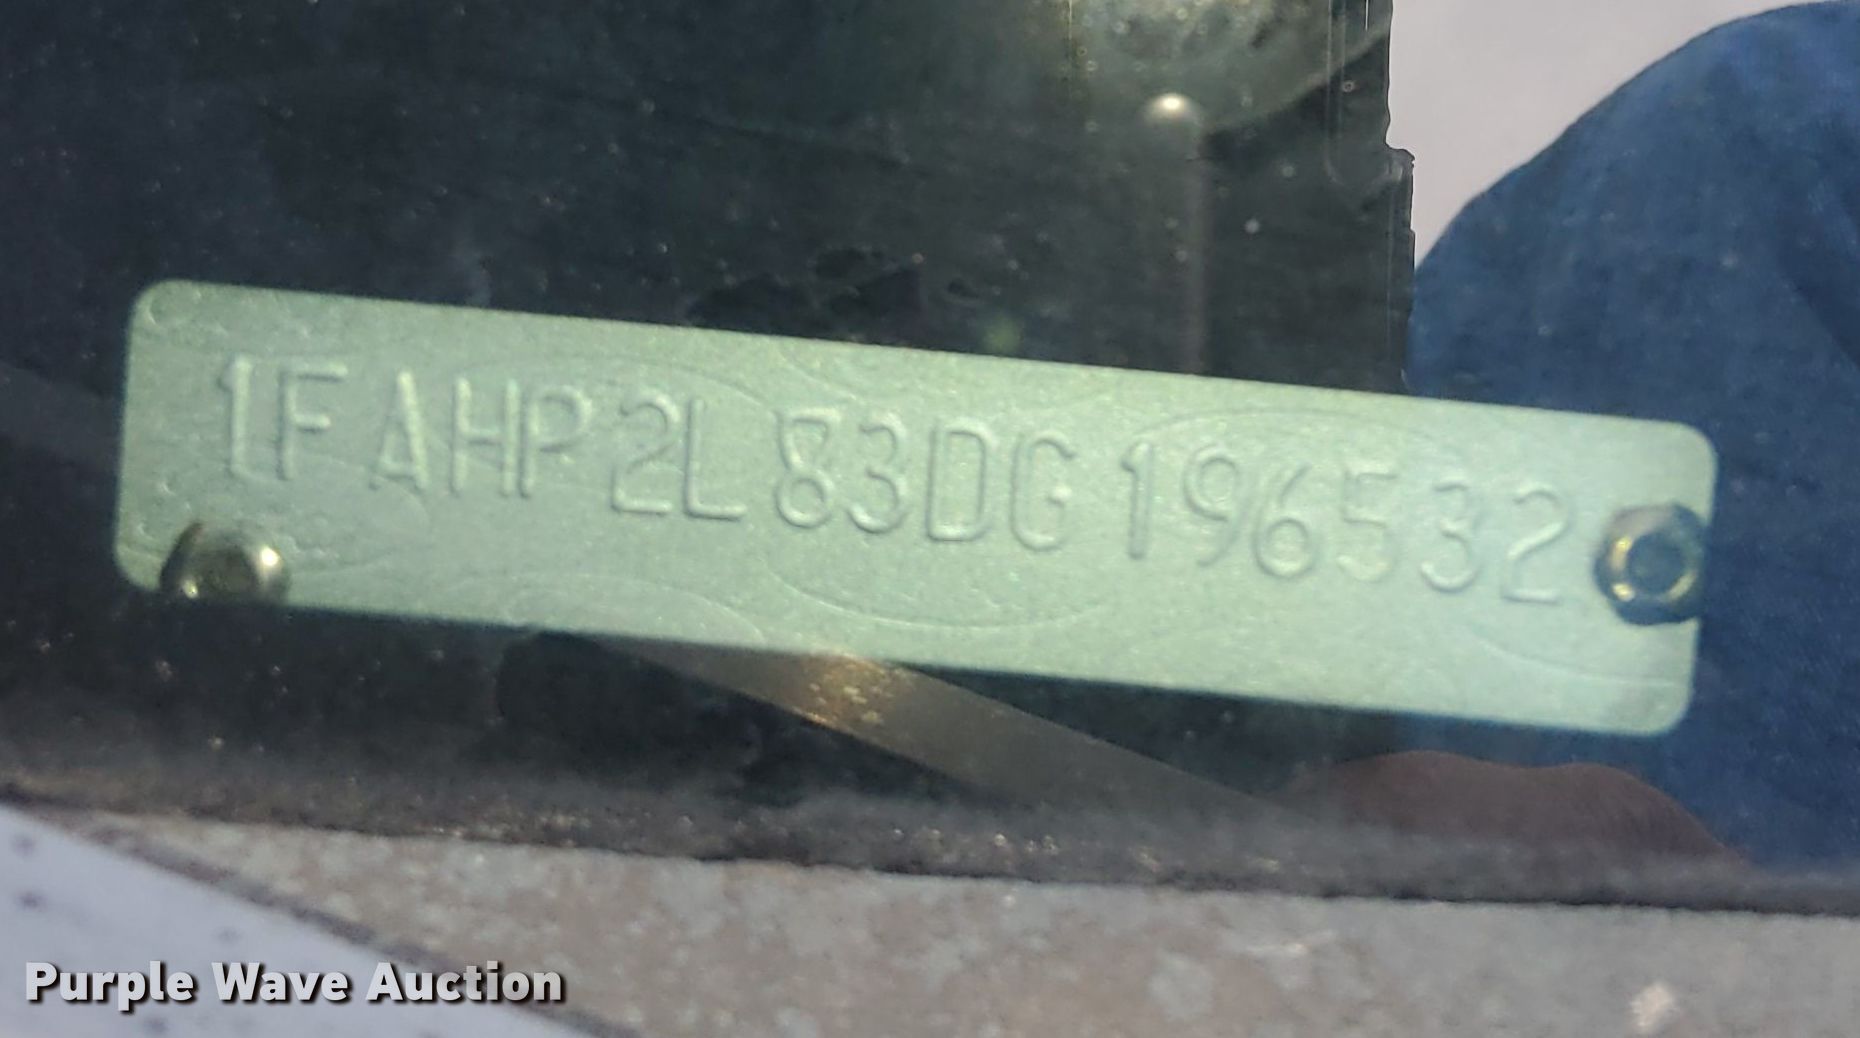 1FAHP2L83DG196532
Purple Wave Auction